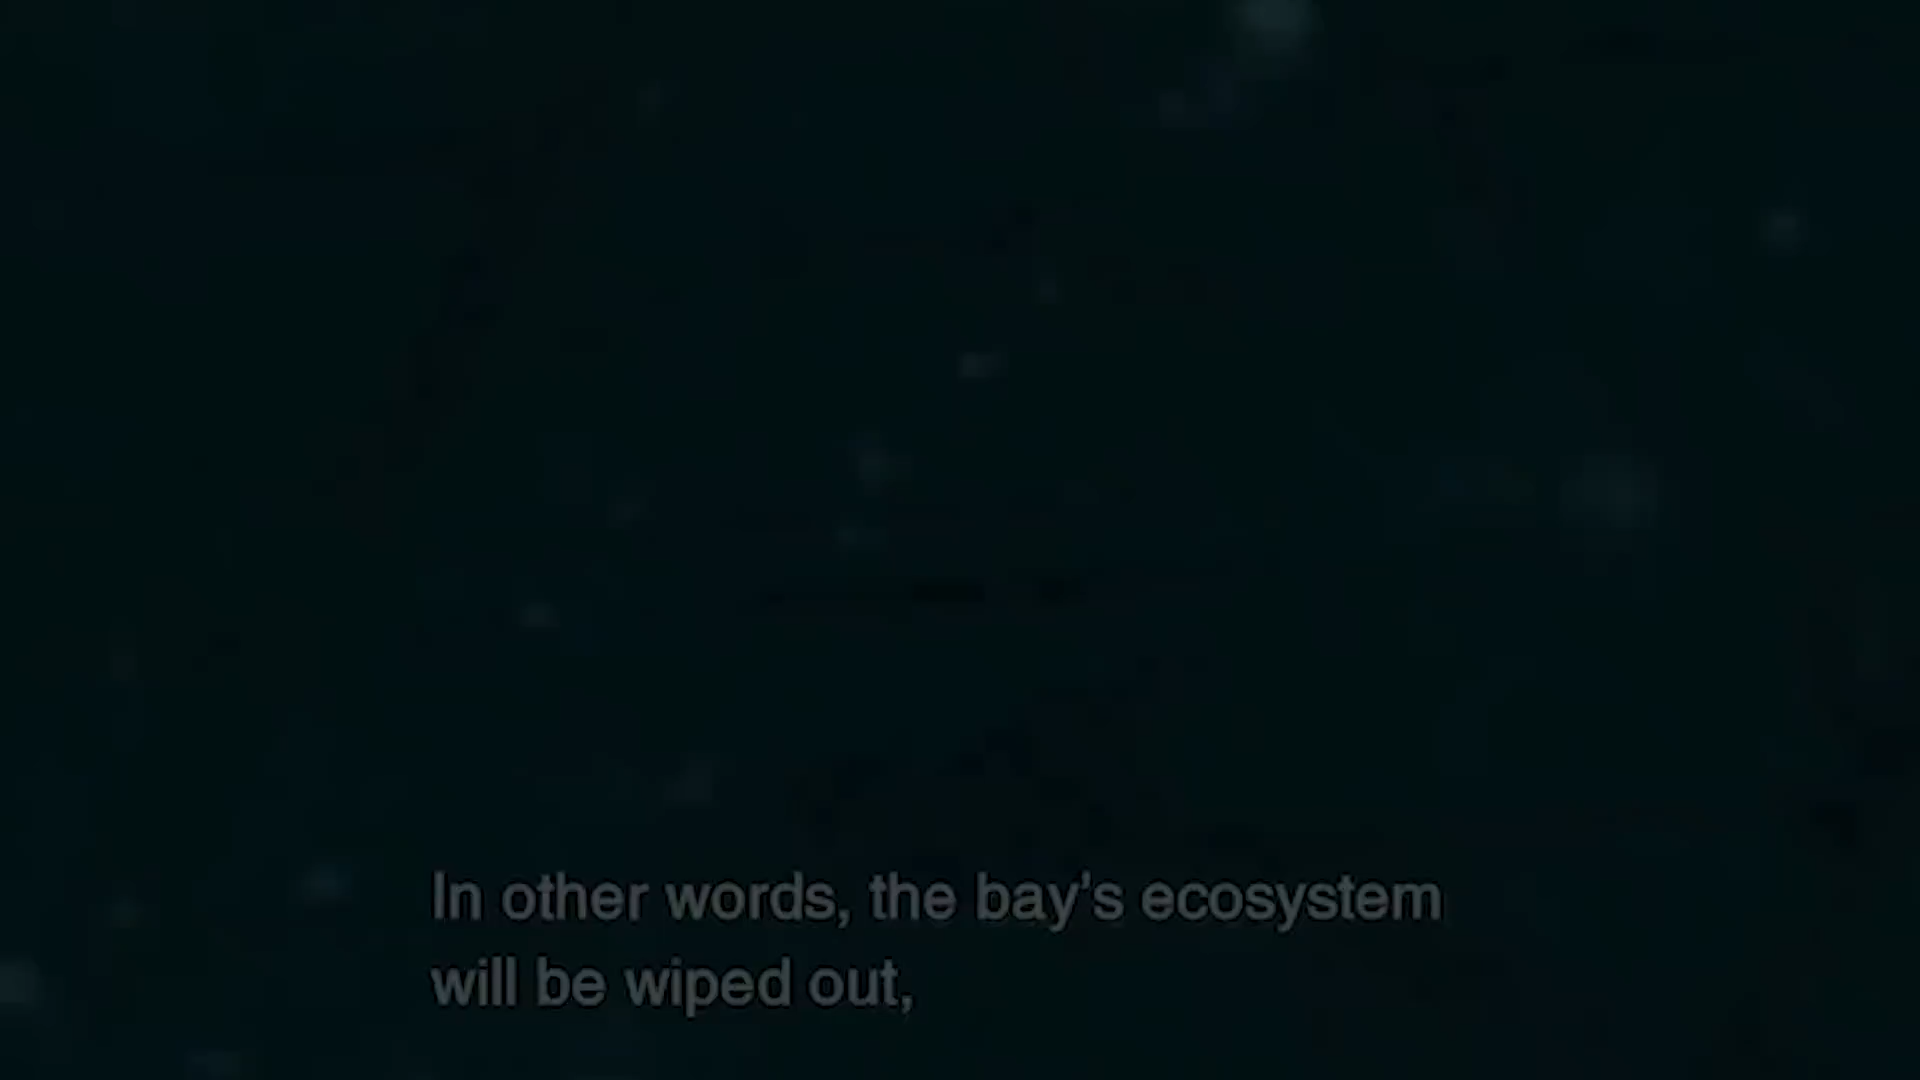 In other words, the bay's ecosystem
will be wiped out,